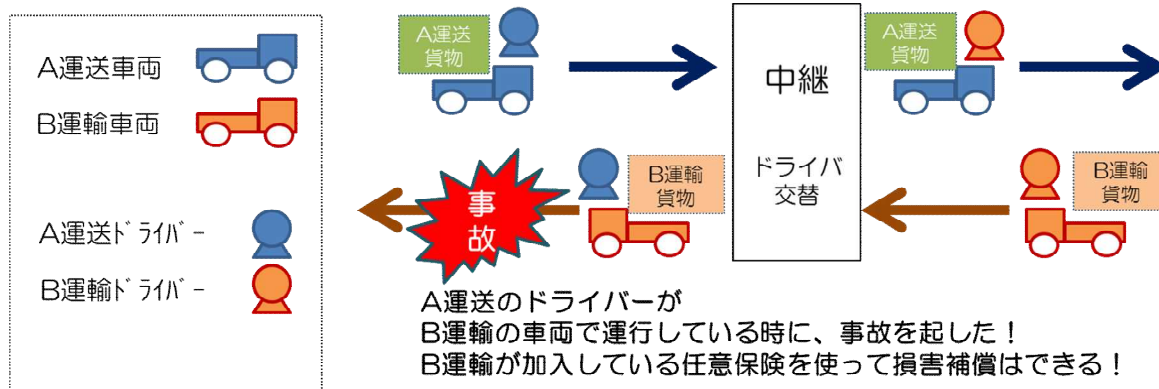 A運送車両
B運輸車両
A運送ﾄﾞﾗｲﾊﾞｰ
B運輸ﾄﾞﾗｲﾊﾞｰ
A運送
貨物
中継
ドライバ
交替
A運送
貨物
事故
B運輸
貨物
B運輸
貨物
A運送のドライバーが
B運輸の車両で運行している時に、事故を起した！
B運輸が加入している任意保険を使って損害補償はできる！